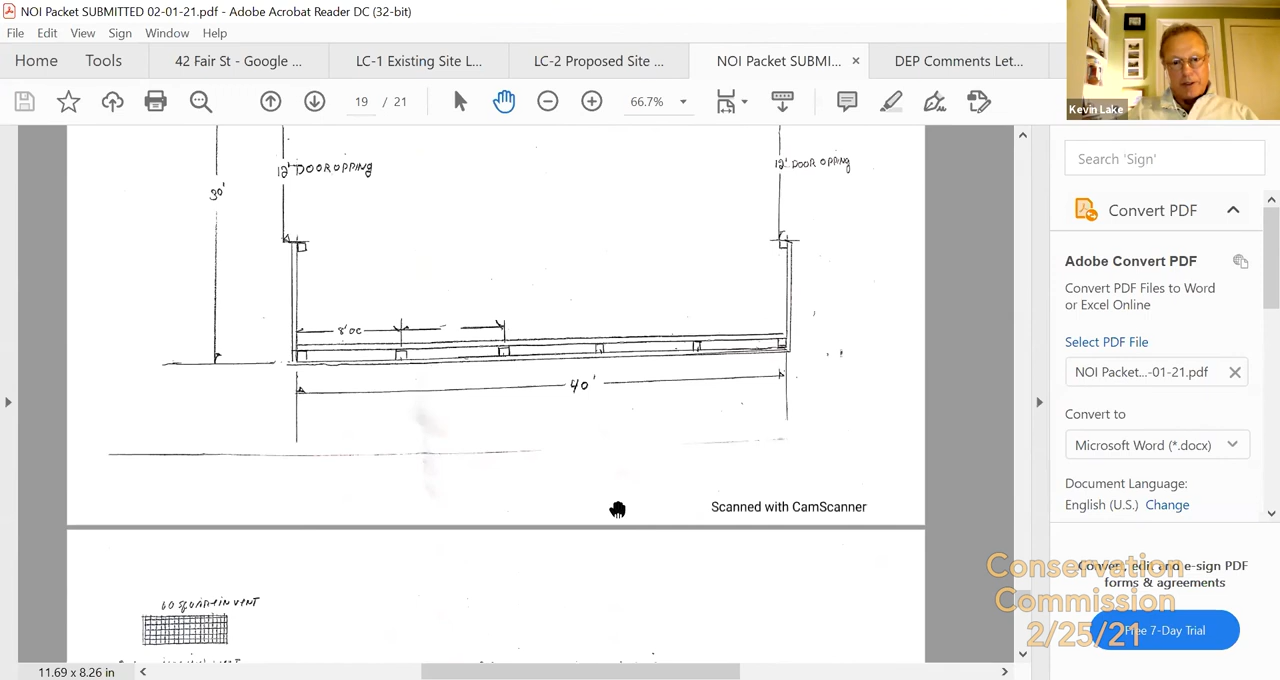 NOI Packet SUBMITTED 02-01-21.pdf - Adobe Acrobat Reader DC (32-bit)
File Edit View Sign Window Help
Home Tools 42 Fair St - Google ... LC-1 Existing Site L... LC-2 Proposed Site ... NOI Packet SUBMI... × DEP Comments Let...
19 / 21 66.7%
Kevin Lake
12' DOOR OPPING
12' DOOR OPPING
30'
8' OC
40'
Scanned with CamScanner
11.69 x 8.26 in
Search 'Sign'
Convert PDF
Adobe Convert PDF
Convert PDF Files to Word
or Excel Online
Select PDF File
NOI Packet...-01-21.pdf
Convert to
Microsoft Word (*.docx)
Document Language:
English (U.S.) Change
Convert, edit and e-sign PDF
forms & agreements
Free 7-Day Trial
Conservation
Commission
2/25/21